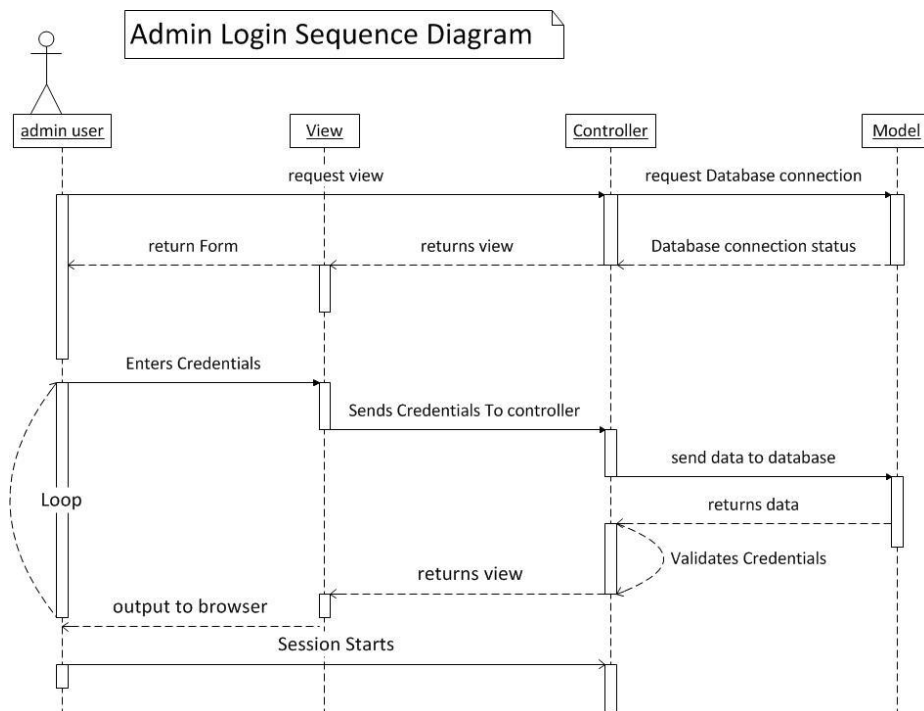 Admin Login Sequence Diagram
admin user
View
Controller
Model
request view
request Database connection
return Form
returns view
Database connection status
Enters Credentials
Sends Credentials To controller
send data to database
Loop
returns data
Validates Credentials
returns view
output to browser
Session Starts